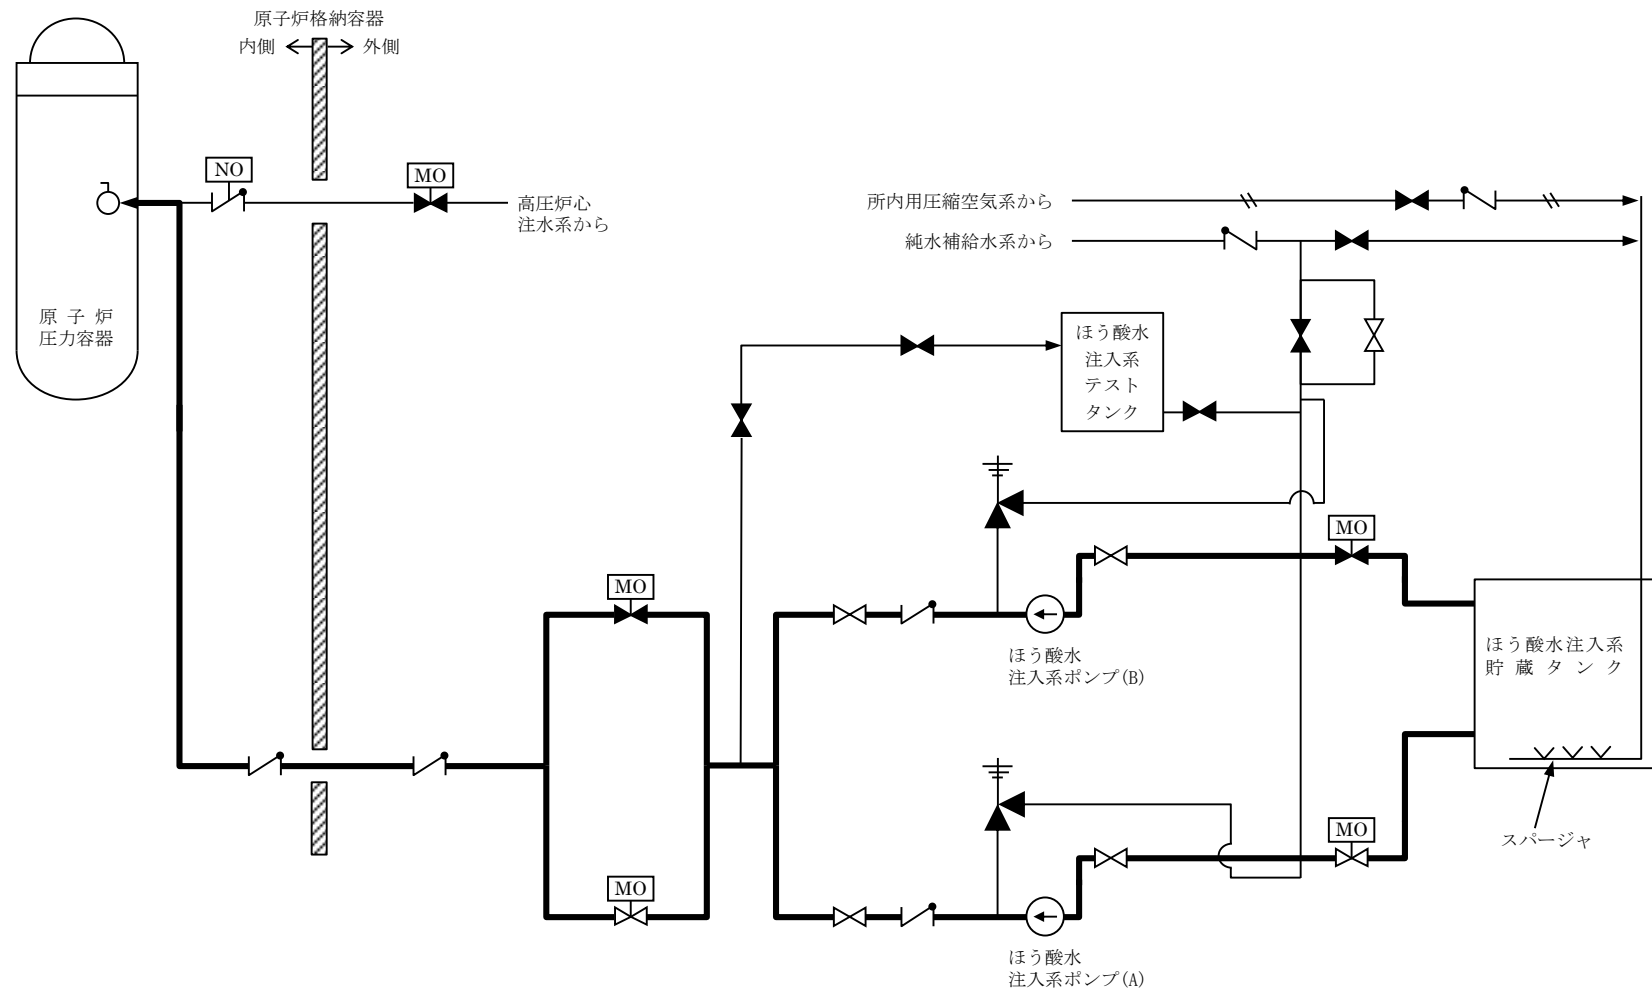 原子炉格納容器
内側
外側
NO
MO
高圧炉心
注水系から
所内用圧縮空気系から
純水補給水系から
原子炉
圧力容器
ほう酸水
注入系
テスト
タンク
MO
MO
ほう酸水
注入系ポンプ(B)
ほう酸水注入系
貯蔵タンク
MO
スパージャ
MO
ほう酸水
注入系ポンプ(A)